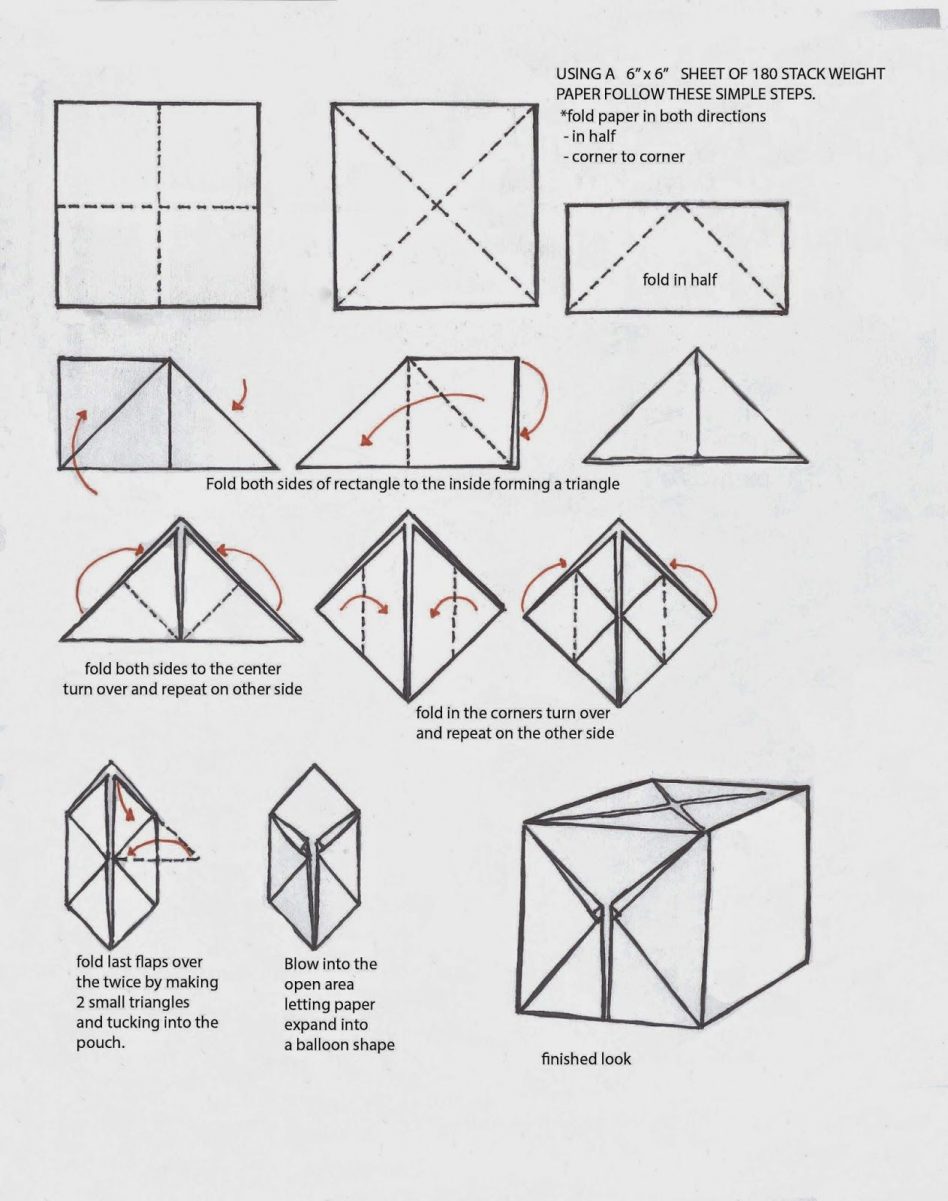 USING A 6" x 6" SHEET OF 180 STACK WEIGHT
PAPER FOLLOW THESE SIMPLE STEPS.
*fold paper in both directions
- in half
- corner to corner
fold in half
Fold both sides of rectangle to the inside forming a triangle
fold both sides to the center
turn over and repeat on other side
fold in the corners turn over
and repeat on the other side
fold last flaps over
the twice by making
2 small triangles
and tucking into the
pouch.
Blow into the
open area
letting paper
expand into
a balloon shape
finished look